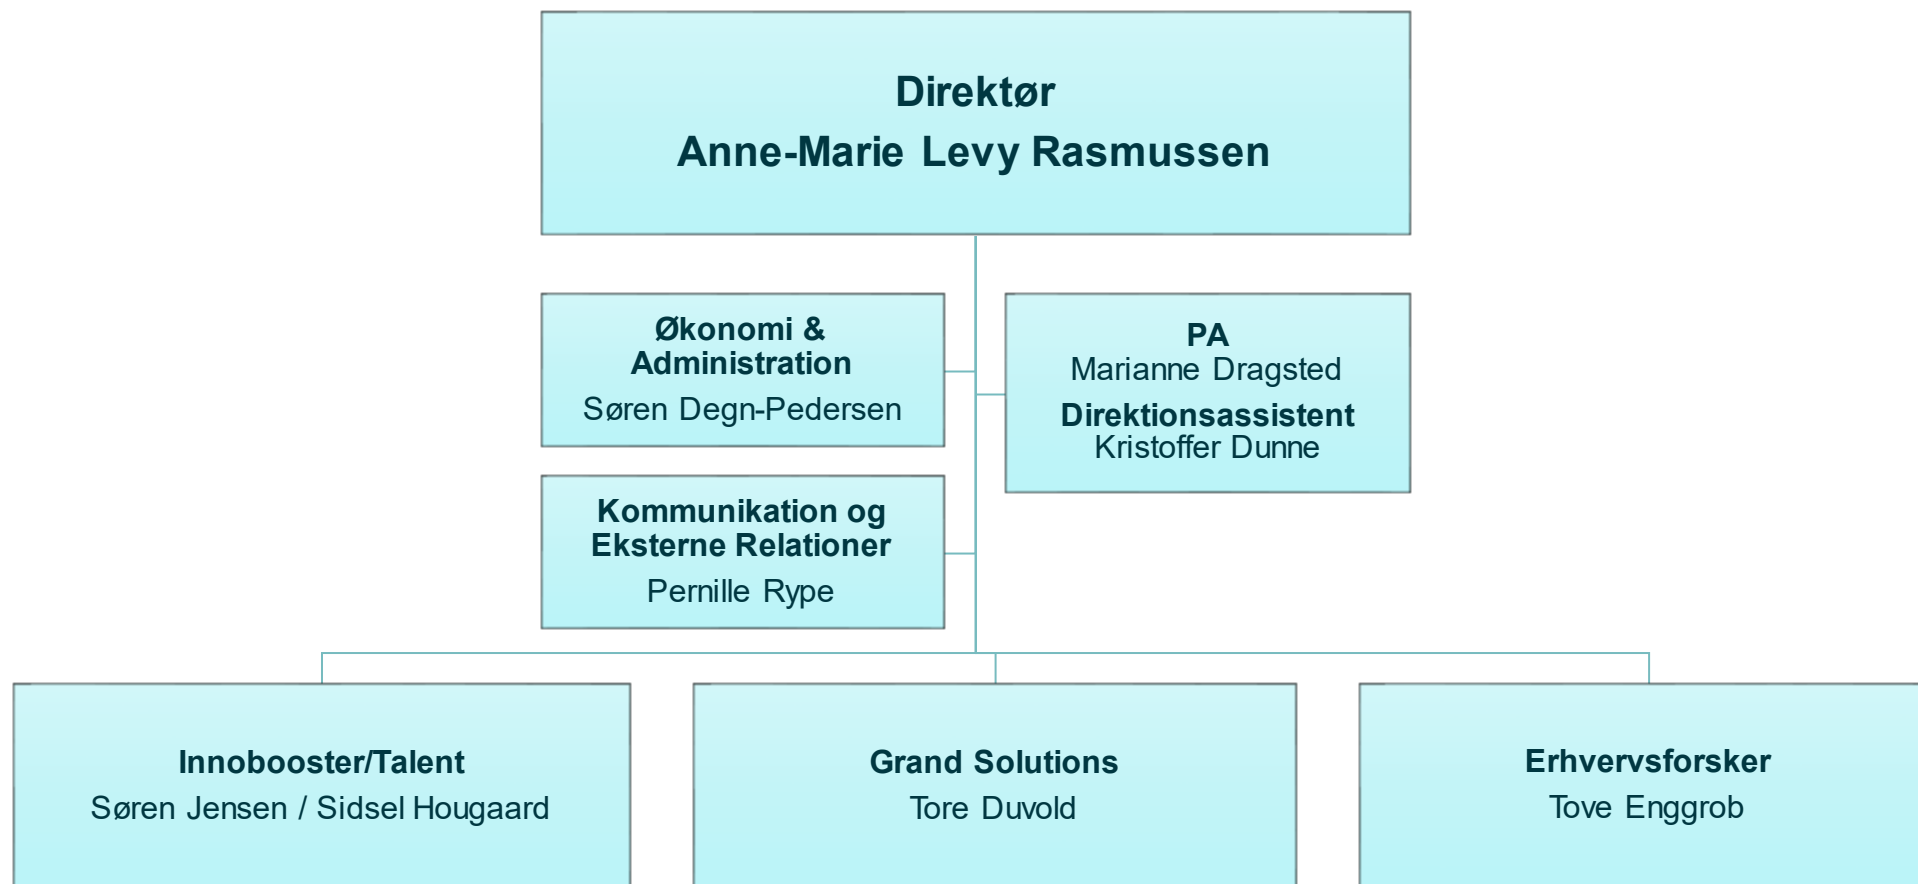 Direktør
Anne-Marie Levy Rasmussen
Økonomi &
Administration
Søren Degn-Pedersen
PA
Marianne Dragsted
Direktionsassistent
Kristoffer Dunne
Kommunikation og
Eksterne Relationer
Pernille Rype
Innobooster/Talent
Søren Jensen / Sidsel Hougaard
Grand Solutions
Tore Duvold
Erhvervsforsker
Tove Enggrob